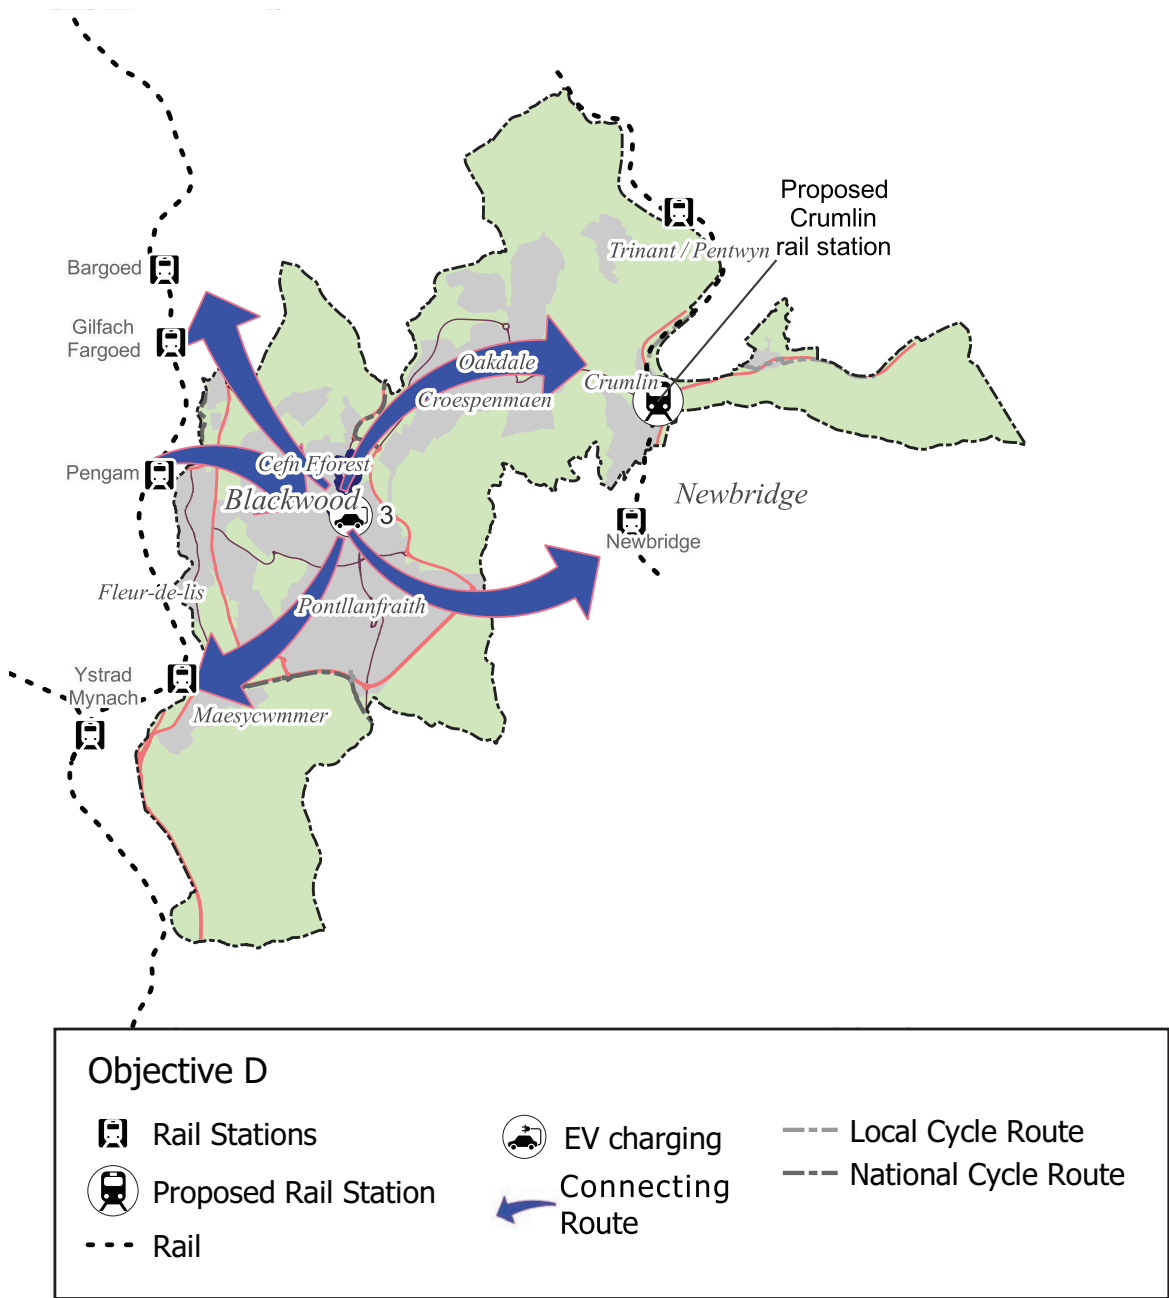 Proposed
Crumlin
rail station
Trinant / Pentwyn
Bargoed
Gilfach
Fargoed
Oakdale
Crumlin
Croespenmaen
Cefn Fforest
Pengam
Blackwood
3
Newbridge
Newbridge
Fleur-de-lis
Pontllanfraith
Ystrad
Mynach
Maesycwmmer
Objective D
Rail Stations
Proposed Rail Station
Rail
EV charging
Connecting
Route
Local Cycle Route
National Cycle Route